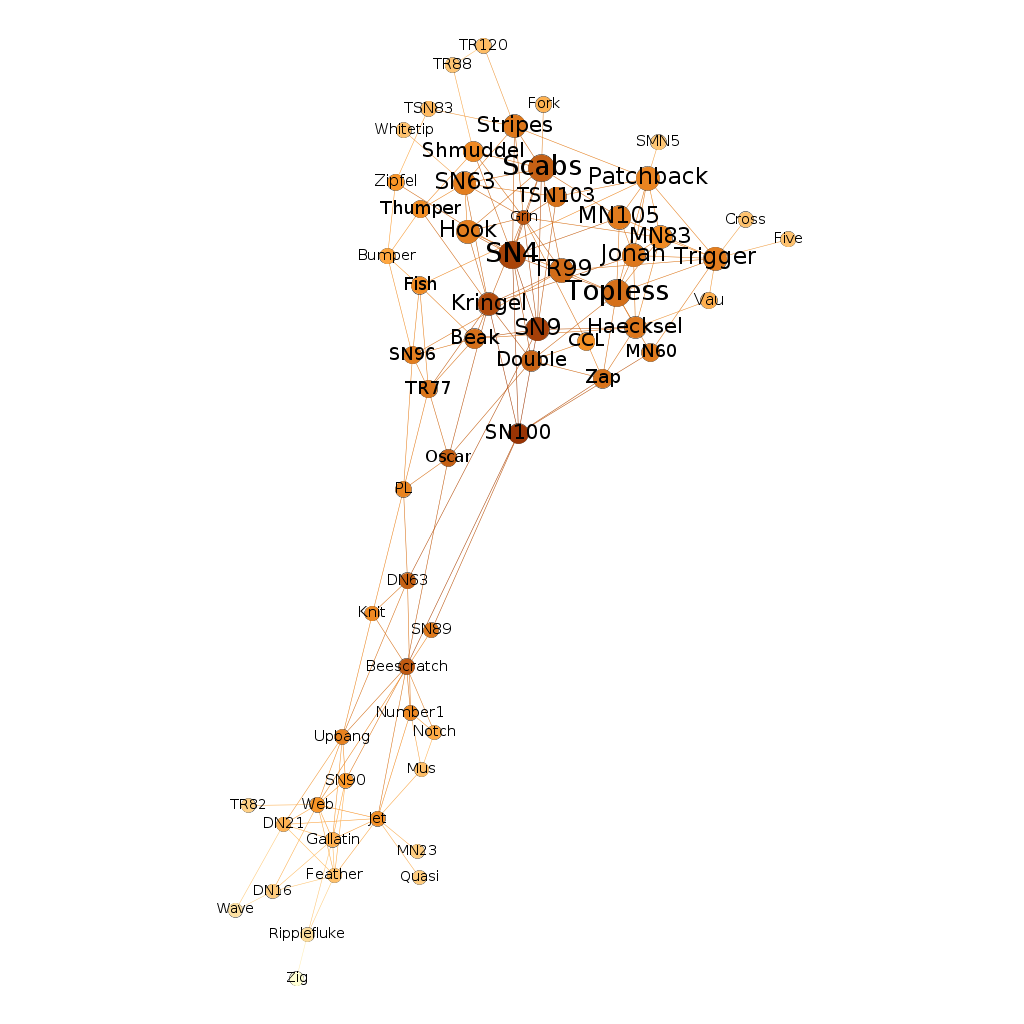 TR120
TR88
Fork
TSN83
Stripes
Whitetip
SMN5
Shmuddel
Scabs
Patchback
Zipfel
SN63
TSN103
Thumper
Grin
MN105
Cross
Hook
MN83
Five
Bumper
SN4
Jonah
Trigger
TR99
Fish
Topless
Kringel
Vau
SN9
Haecksel
Beak
CCL
SN96
Double
MN60
TR77
Zap
SN100
Oscar
PL
DN63
Knit
SN89
Beescratch
Number1
Notch
Upbang
Mus
SN90
TR82
Web
DN21
Jet
Gallatin
MN23
Feather
Quasi
DN16
Wave
Ripplefluke
Zig